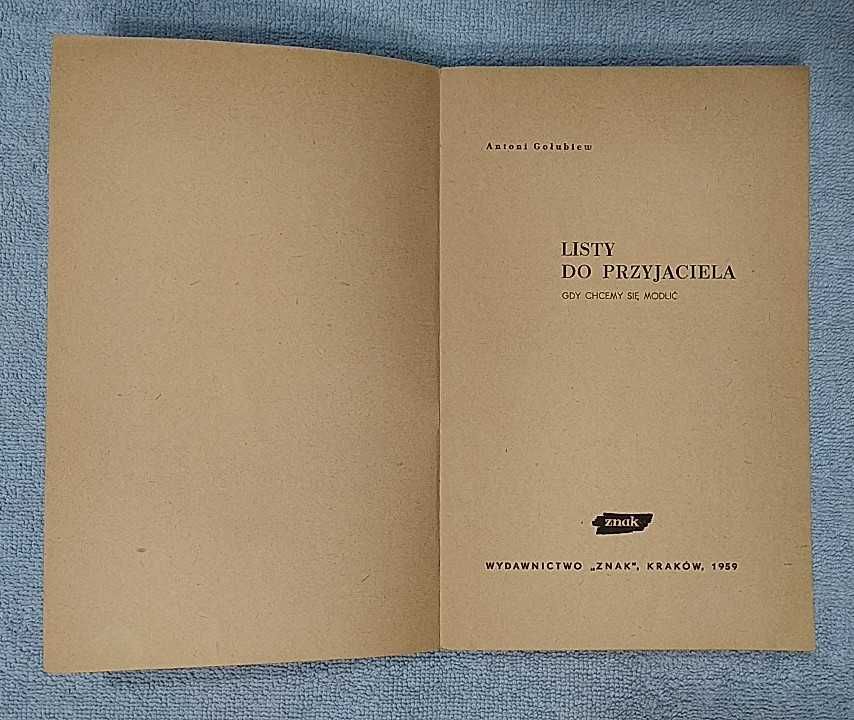 Antoni Gołubiew
LISTY
DO PRZYJACIELA
GDY CHCEMY SIĘ MODLIĆ
znak
WYDAWNICTWO „ZNAK”, KRAKÓW, 1959